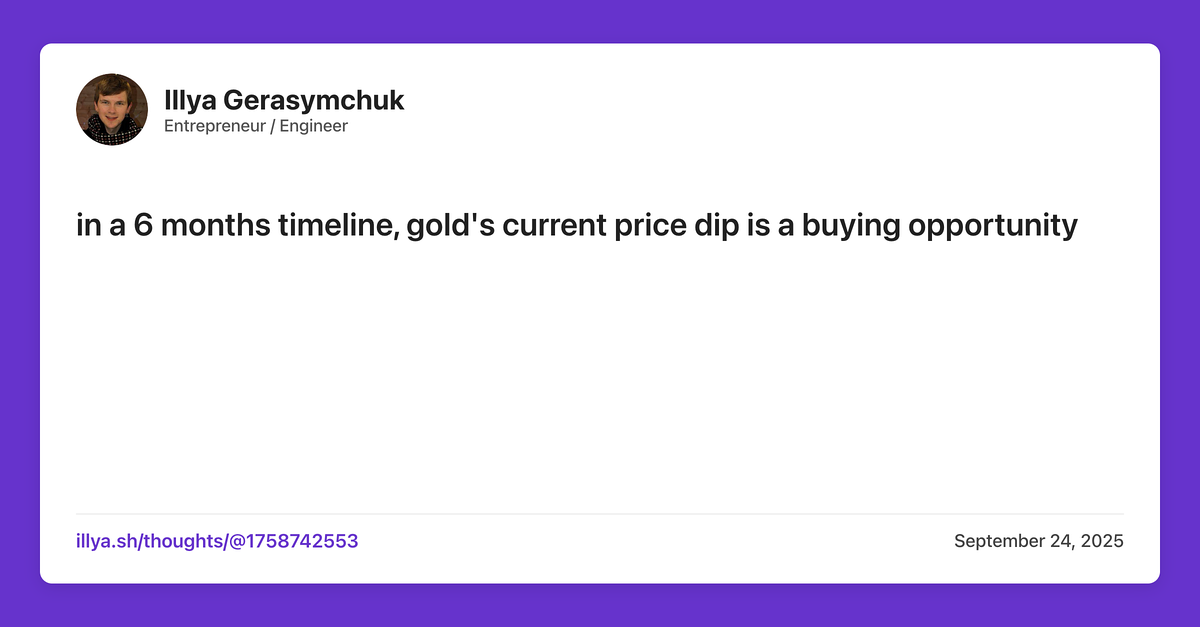 Illya Gerasymchuk
Entrepreneur / Engineer
in a 6 months timeline, gold's current price dip is a buying opportunity
illya.sh/thoughts/@1758742553
September 24, 2025